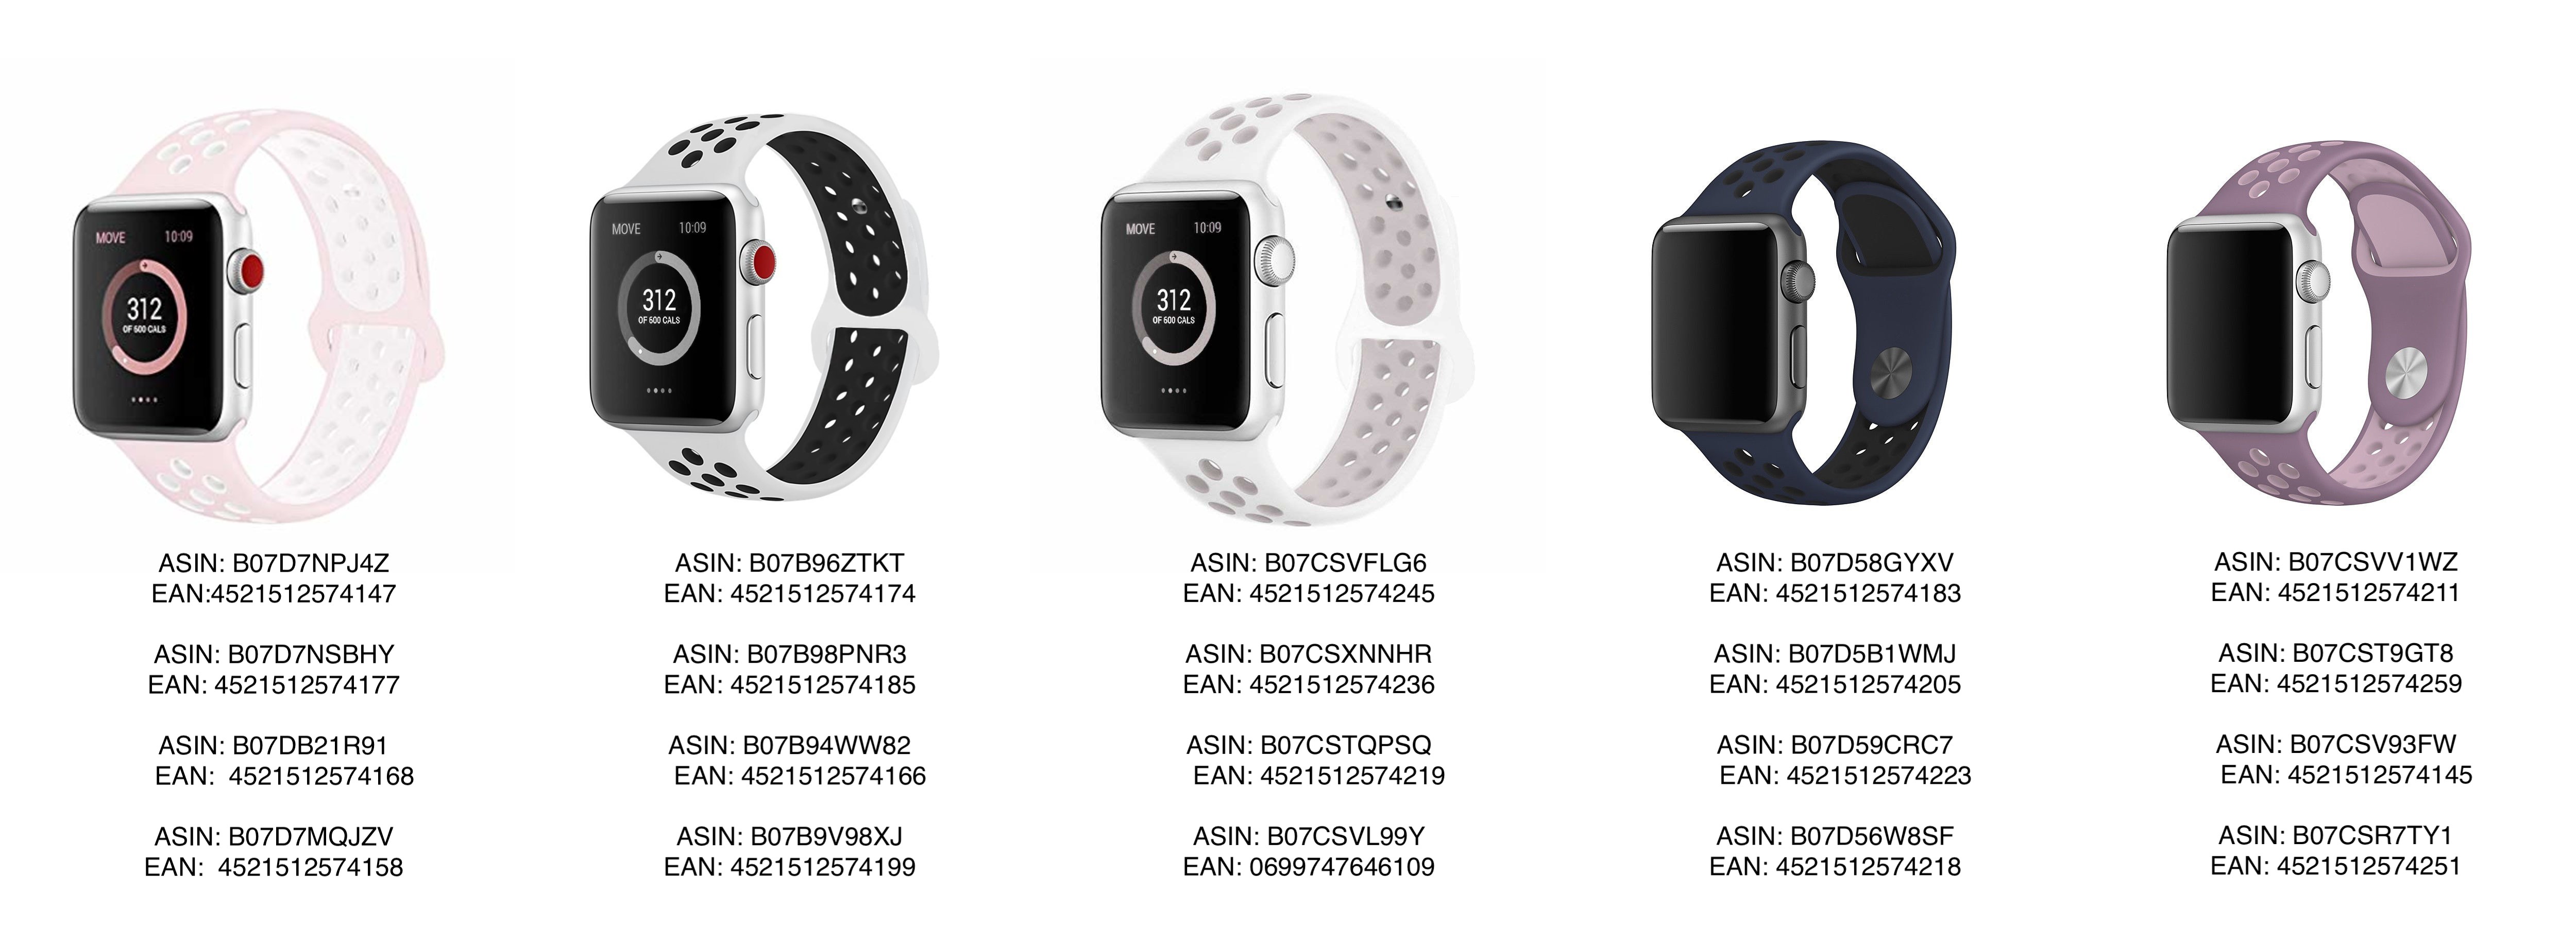 MOVE 10:09
312
OF 500 CALS
MOVE 10:09
312
OF 500 CALS
MOVE 10:09
312
OF 500 CALS
ASIN: B07D7NPJ4Z
EAN:4521512574147
ASIN: B07D7NSBHY
EAN: 4521512574177
ASIN: B07DB21R91
EAN: 4521512574168
ASIN: B07D7MQJZV
EAN: 4521512574158
ASIN: B07B96ZTKT
EAN: 4521512574174
ASIN: B07B98PNR3
EAN: 4521512574185
ASIN: B07B94WW82
EAN: 4521512574166
ASIN: B07B9V98XJ
EAN: 4521512574199
ASIN: B07CSVFLG6
EAN: 4521512574245
ASIN: B07CSXNNHR
EAN: 4521512574236
ASIN: B07CSTQPSQ
EAN: 4521512574219
ASIN: B07CSVL99Y
EAN: 0699747646109
ASIN: B07D58GYXV
EAN: 4521512574183
ASIN: B07D5B1WMJ
EAN: 4521512574205
ASIN: B07D59CRC7
EAN: 4521512574223
ASIN: B07D56W8SF
EAN: 4521512574218
ASIN: B07CSVV1WZ
EAN: 4521512574211
ASIN: B07CST9GT8
EAN: 4521512574259
ASIN: B07CSV93FW
EAN: 4521512574145
ASIN: B07CSR7TY1
EAN: 4521512574251